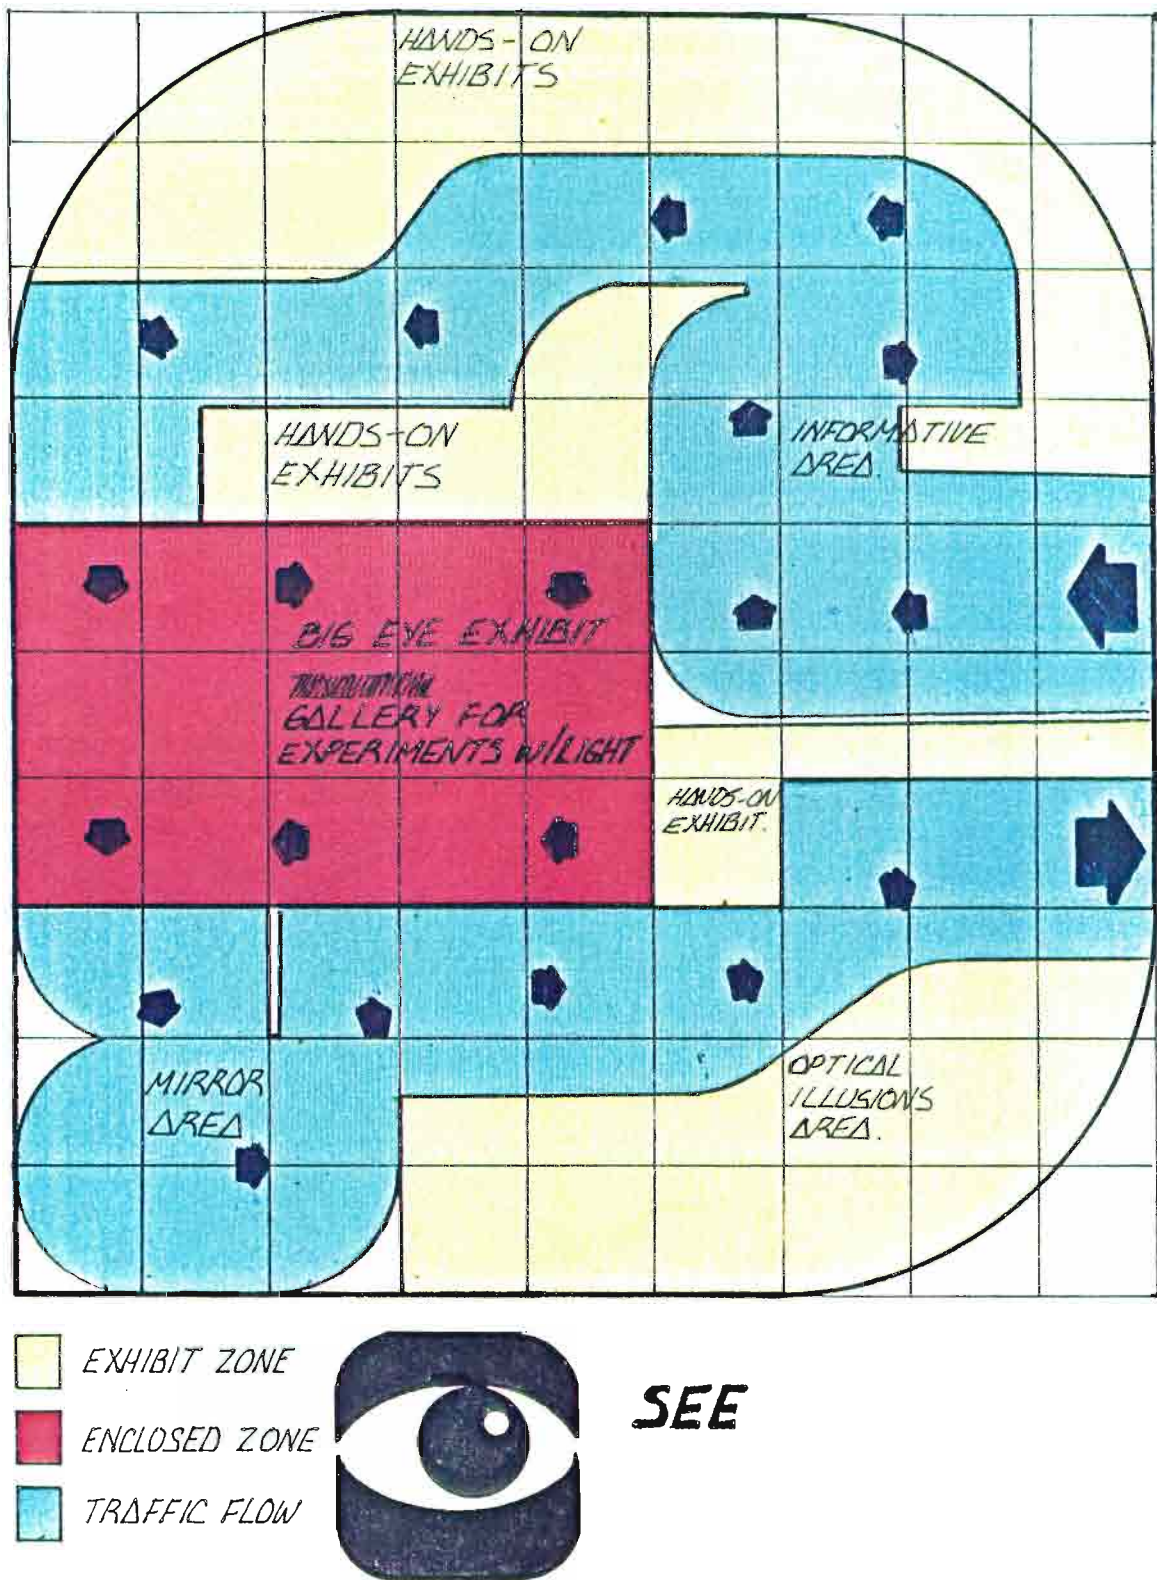 HANDS-ON
EXHIBITS
HANDS-ON
EXHIBITS
INFORMATIVE
AREA.
BIG EYE EXHIBIT
GALLERY FOR
EXPERIMENTS W/LIGHT
HANDS-ON
EXHIBIT.
MIRROR
AREA
OPTICAL
ILLUSIONS
AREA.
EXHIBIT ZONE
ENCLOSED ZONE
TRAFFIC FLOW
SEE